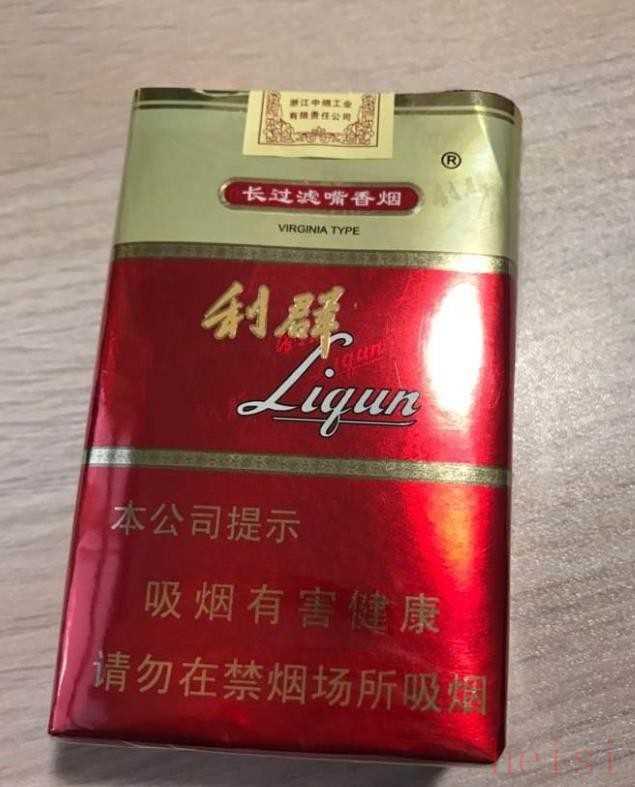 浙江中烟工业
有限责任公司
®
长过滤嘴香烟
VIRGINIA TYPE
利群
Liqun
本公司提示
吸烟有害健康
请勿在禁烟场所吸烟
heisi